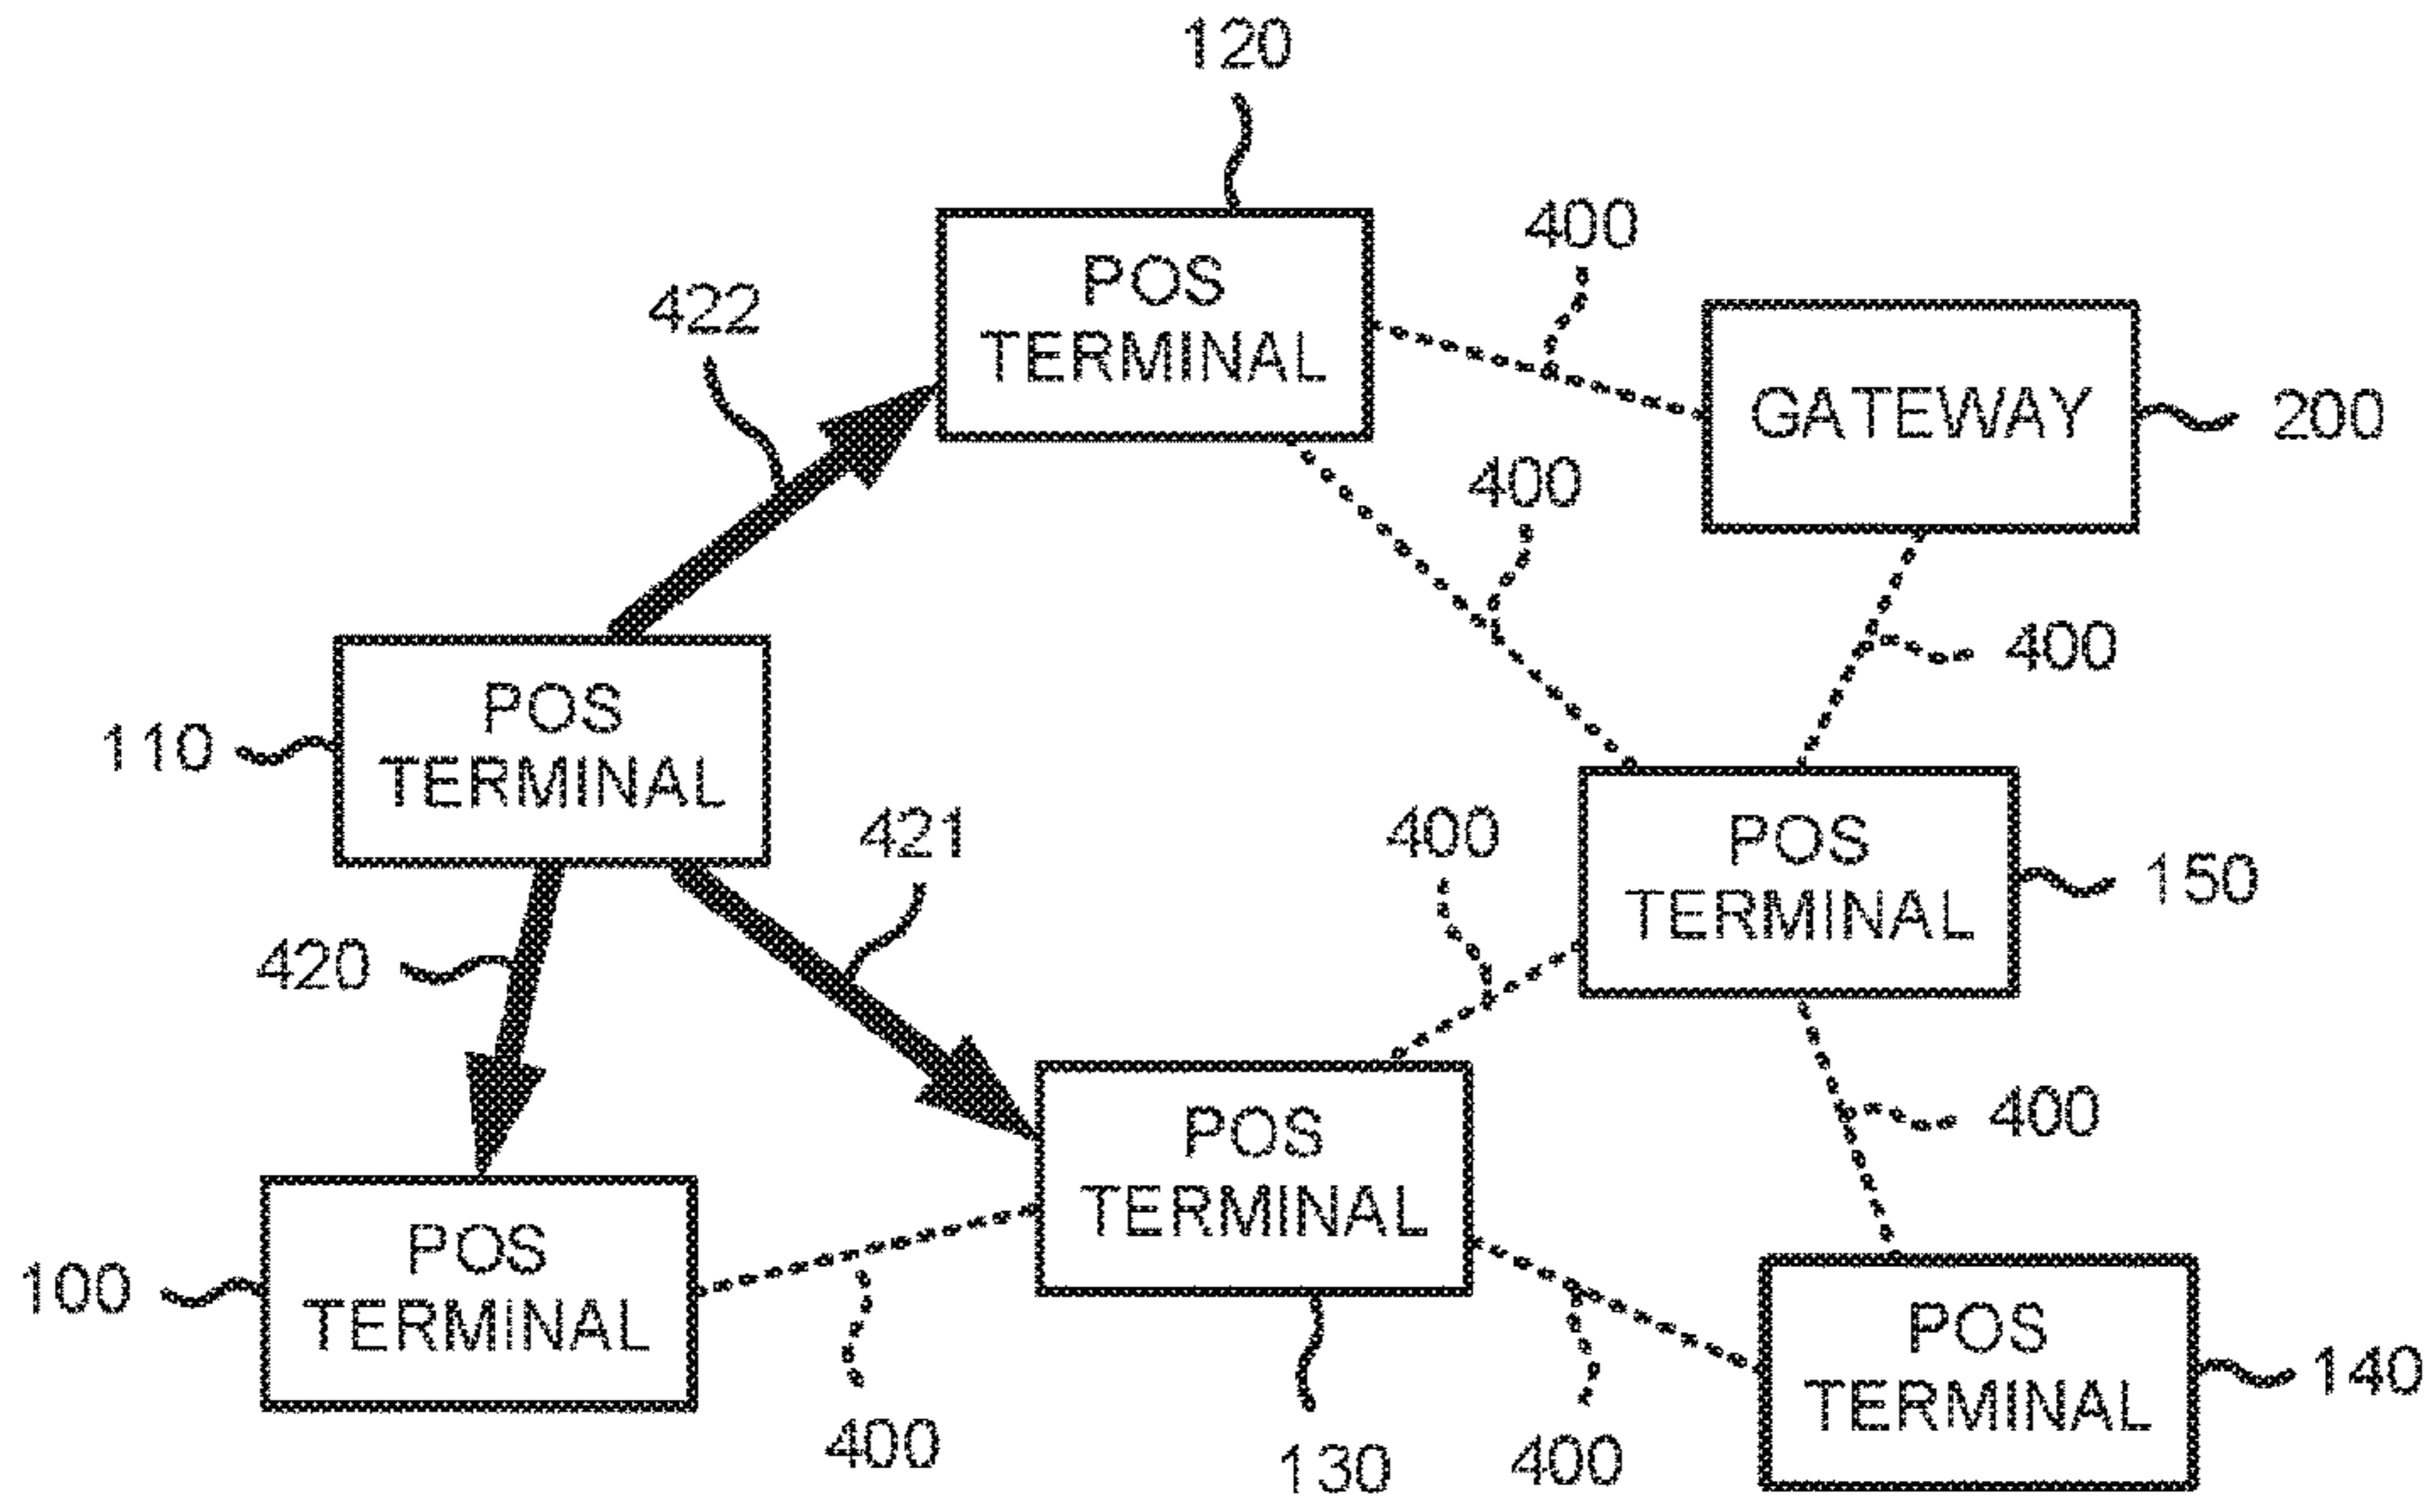 120
400
POS
TERMINAL
422
GATEWAY
200
400
400
POS
TERMINAL
110
421
400
POS
TERMINAL
150
420
400
POS
TERMINAL
POS
TERMINAL
100
POS
TERMINAL
140
400
130
400